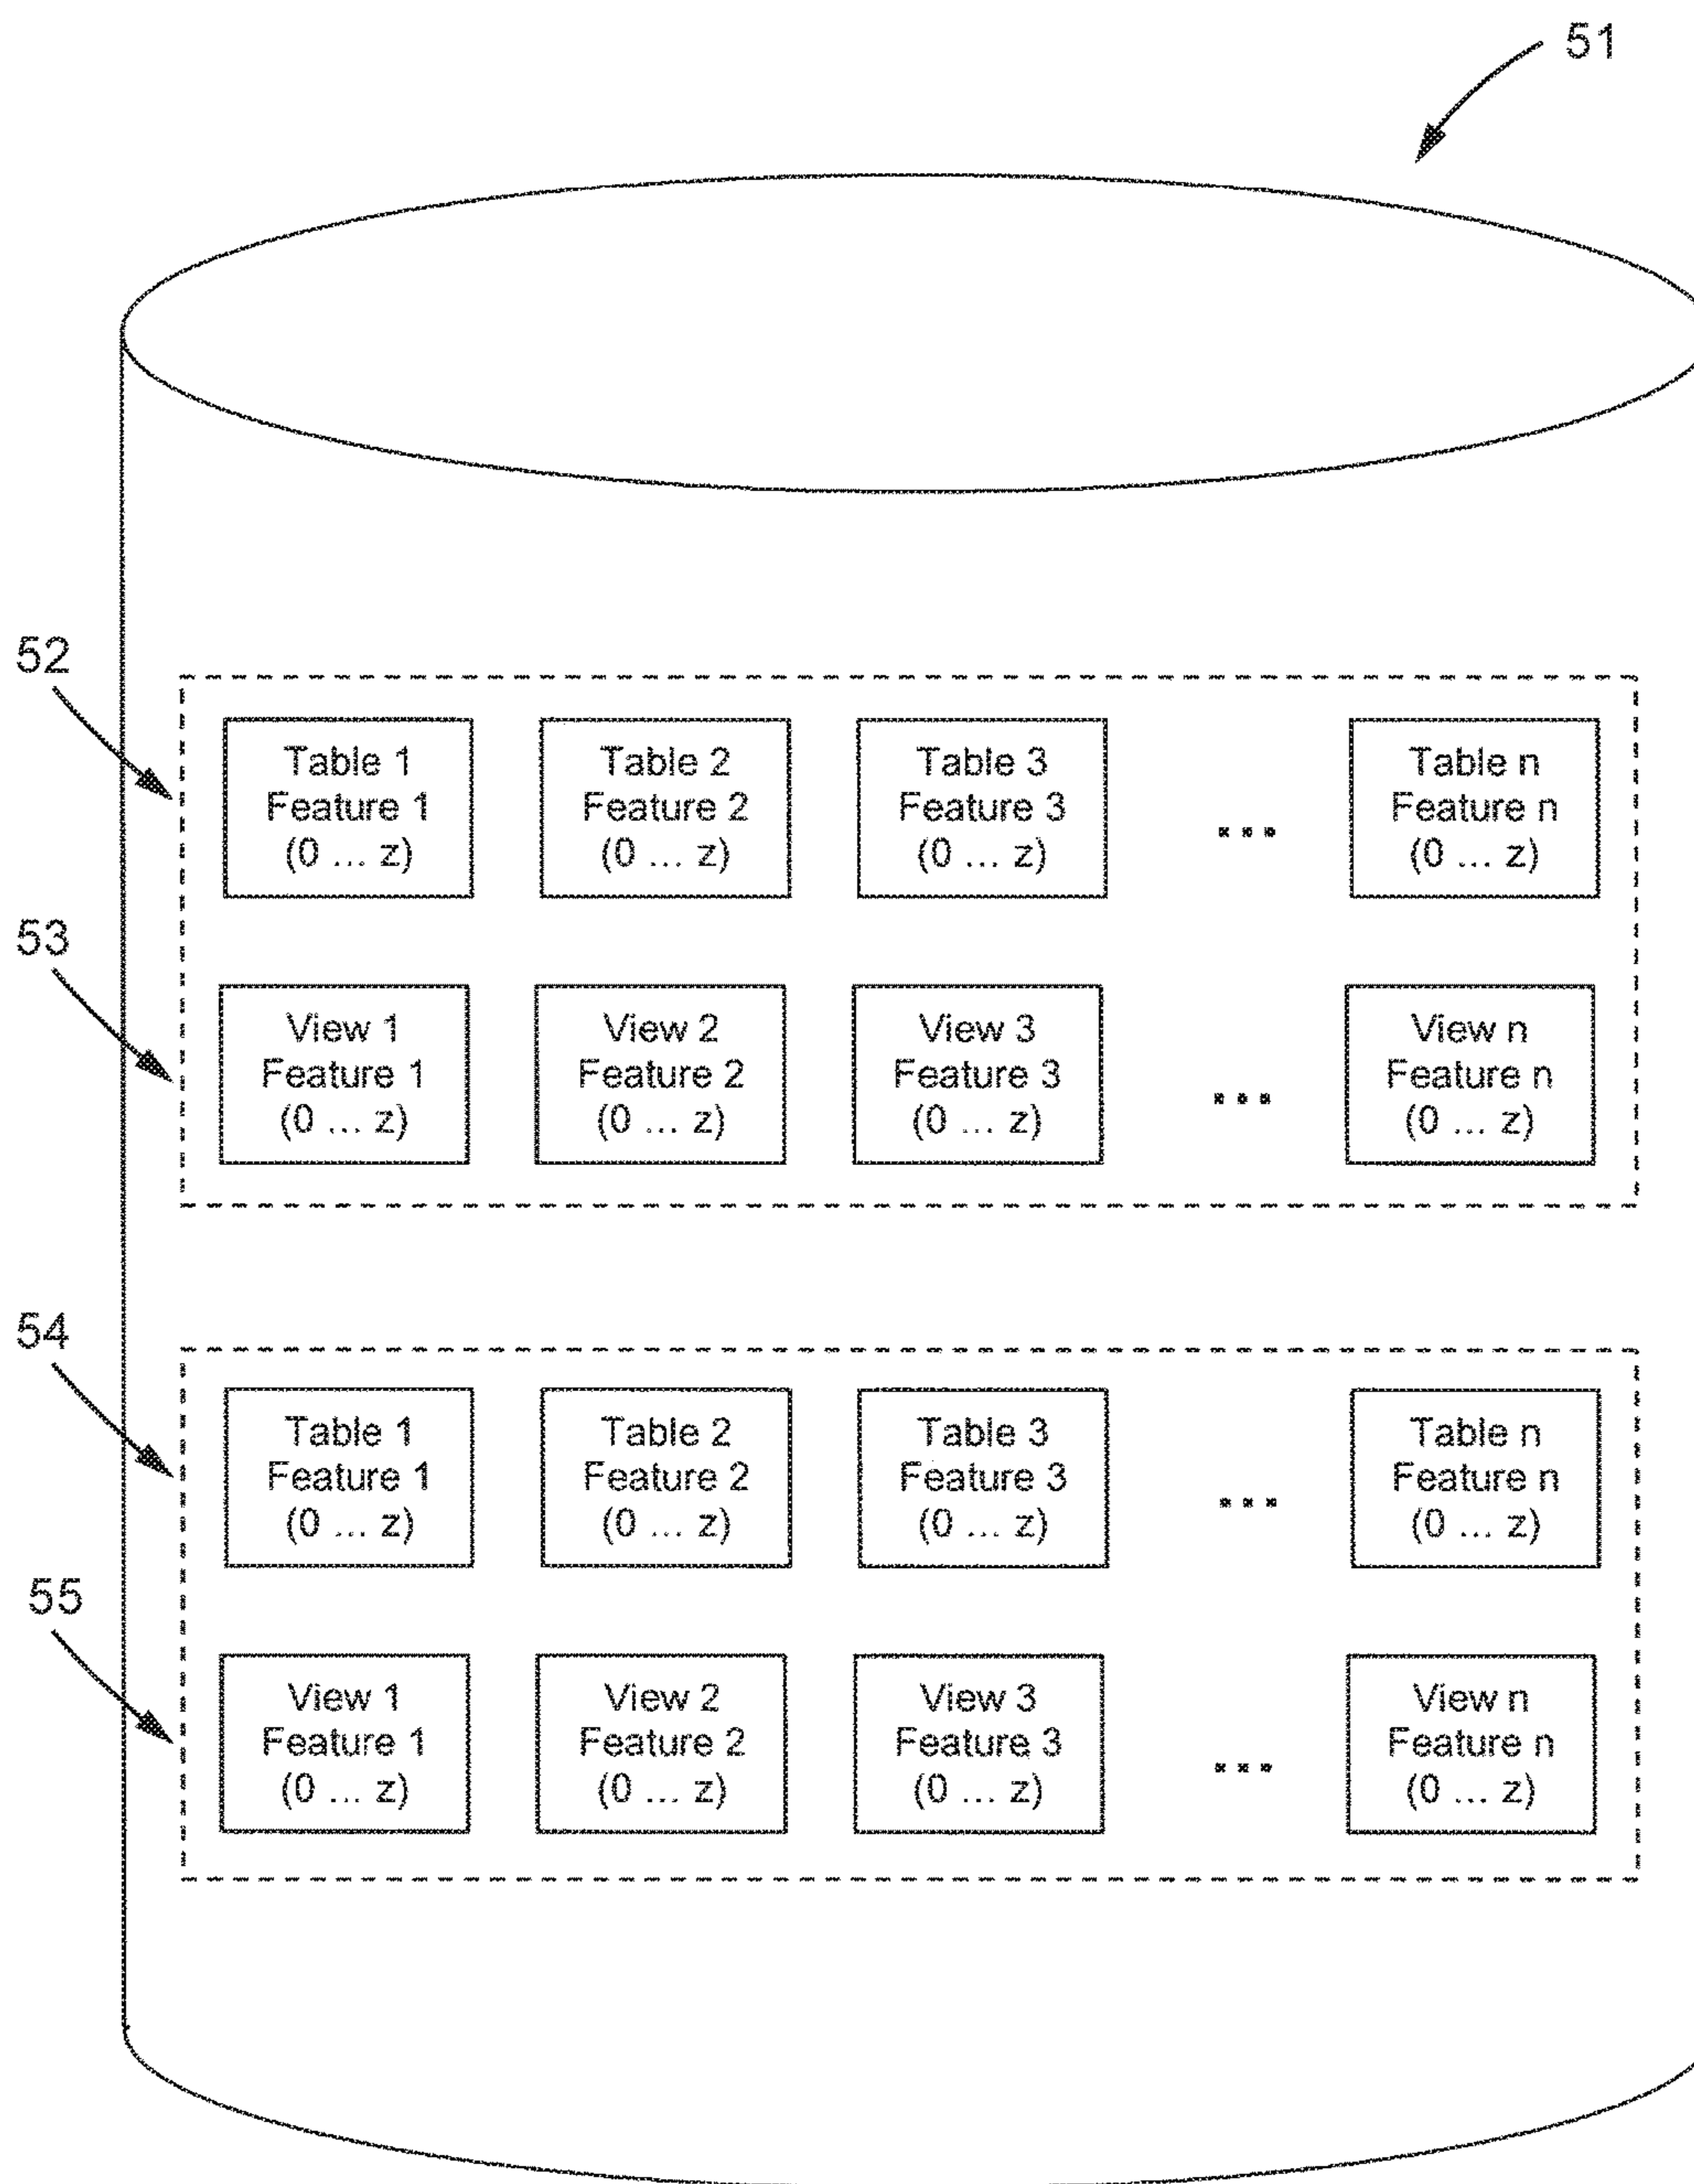 51
52
Table 1
Feature 1
(0 ... z)
Table 2
Feature 2
(0 ... z)
Table 3
Feature 3
(0 ... z)
...
Table n
Feature n
(0 ... z)
53
View 1
Feature 1
(0 ... z)
View 2
Feature 2
(0 ... z)
View 3
Feature 3
(0 ... z)
...
View n
Feature n
(0 ... z)
54
Table 1
Feature 1
(0 ... z)
Table 2
Feature 2
(0 ... z)
Table 3
Feature 3
(0 ... z)
...
Table n
Feature n
(0 ... z)
55
View 1
Feature 1
(0 ... z)
View 2
Feature 2
(0 ... z)
View 3
Feature 3
(0 ... z)
...
View n
Feature n
(0 ... z)